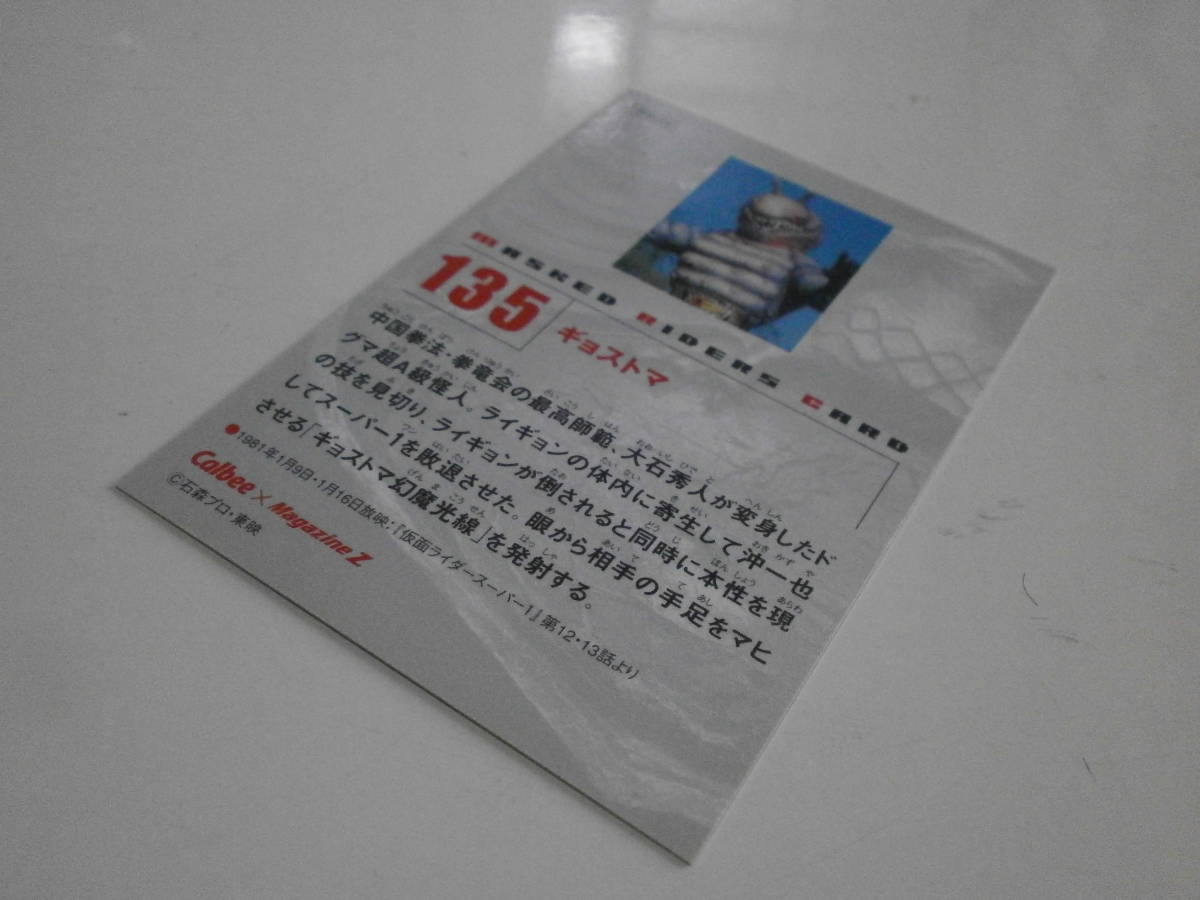 MASKED RIDERS CARD
135
ギョストマ
中国拳法・拳竜会の最高師範、大石秀人が変身したド
グマ超A級怪人。ライギョンの体内に寄生して沖一也
の技を見切り、ライギョンが倒されると同時に本性を現
してスーパー1を敗退させた。眼から相手の手足をマヒ
させる「ギョストマ幻魔光線」を発射する。
●1981年1月9日・1月16日放映・『仮面ライダースーパー1』第12・13話より
Calbee × Magazine Z
©石森プロ・東映